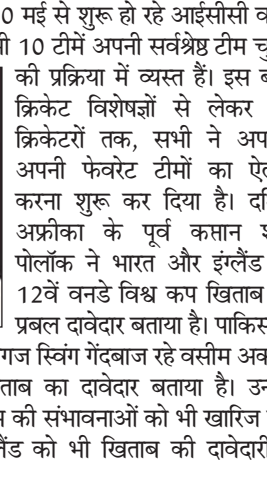 0 मई से शुरू हो रहे आईसीसी व
10 टीमें अपनी सर्वश्रेष्ठ टीम चु
की प्रक्रिया में व्यस्त हैं। इस
क्रिकेट विशेषज्ञों से लेकर
क्रिकेटरों तक, सभी ने अप
अपनी फेवरेट टीमों का ऐल
करना शुरू कर दिया है। दि
अफ्रीका के पूर्व कप्तान श
पोलॉक ने भारत और इंग्लैंड
12वें वनडे विश्व कप खिताब
प्रबल दावेदार बताया है। पाकिस
गज स्विंग गेंदबाज रहे वसीम अक
ताब का दावेदार बताया है। उन
की संभावनाओं को भी खारिज
लैंड को भी खिताब की दावेदारी